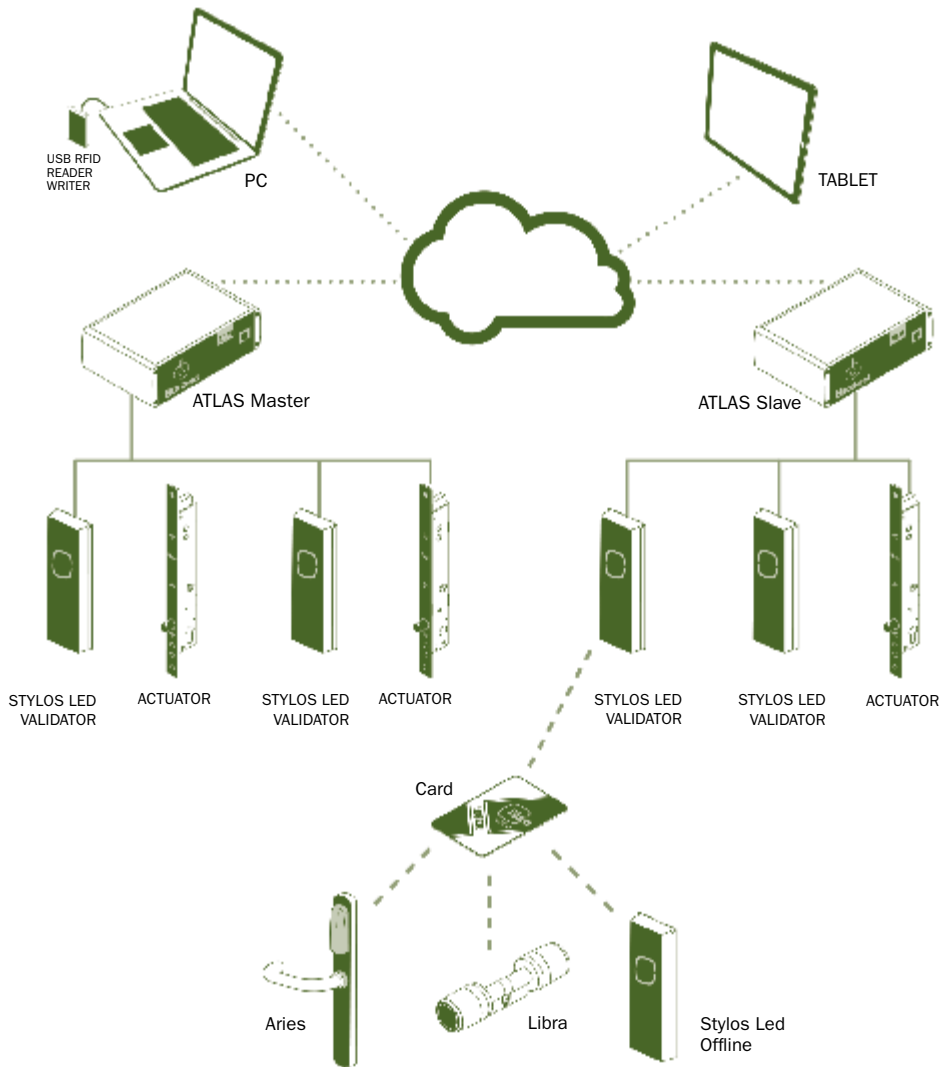 USB RFID
READER
WRITER
PC
TABLET
ATLAS Master
ATLAS Slave
STYLOS LED
VALIDATOR
ACTUATOR
STYLOS LED
VALIDATOR
ACTUATOR
STYLOS LED
VALIDATOR
STYLOS LED
VALIDATOR
ACTUATOR
Card
Aries
Libra
Stylos Led
Offline